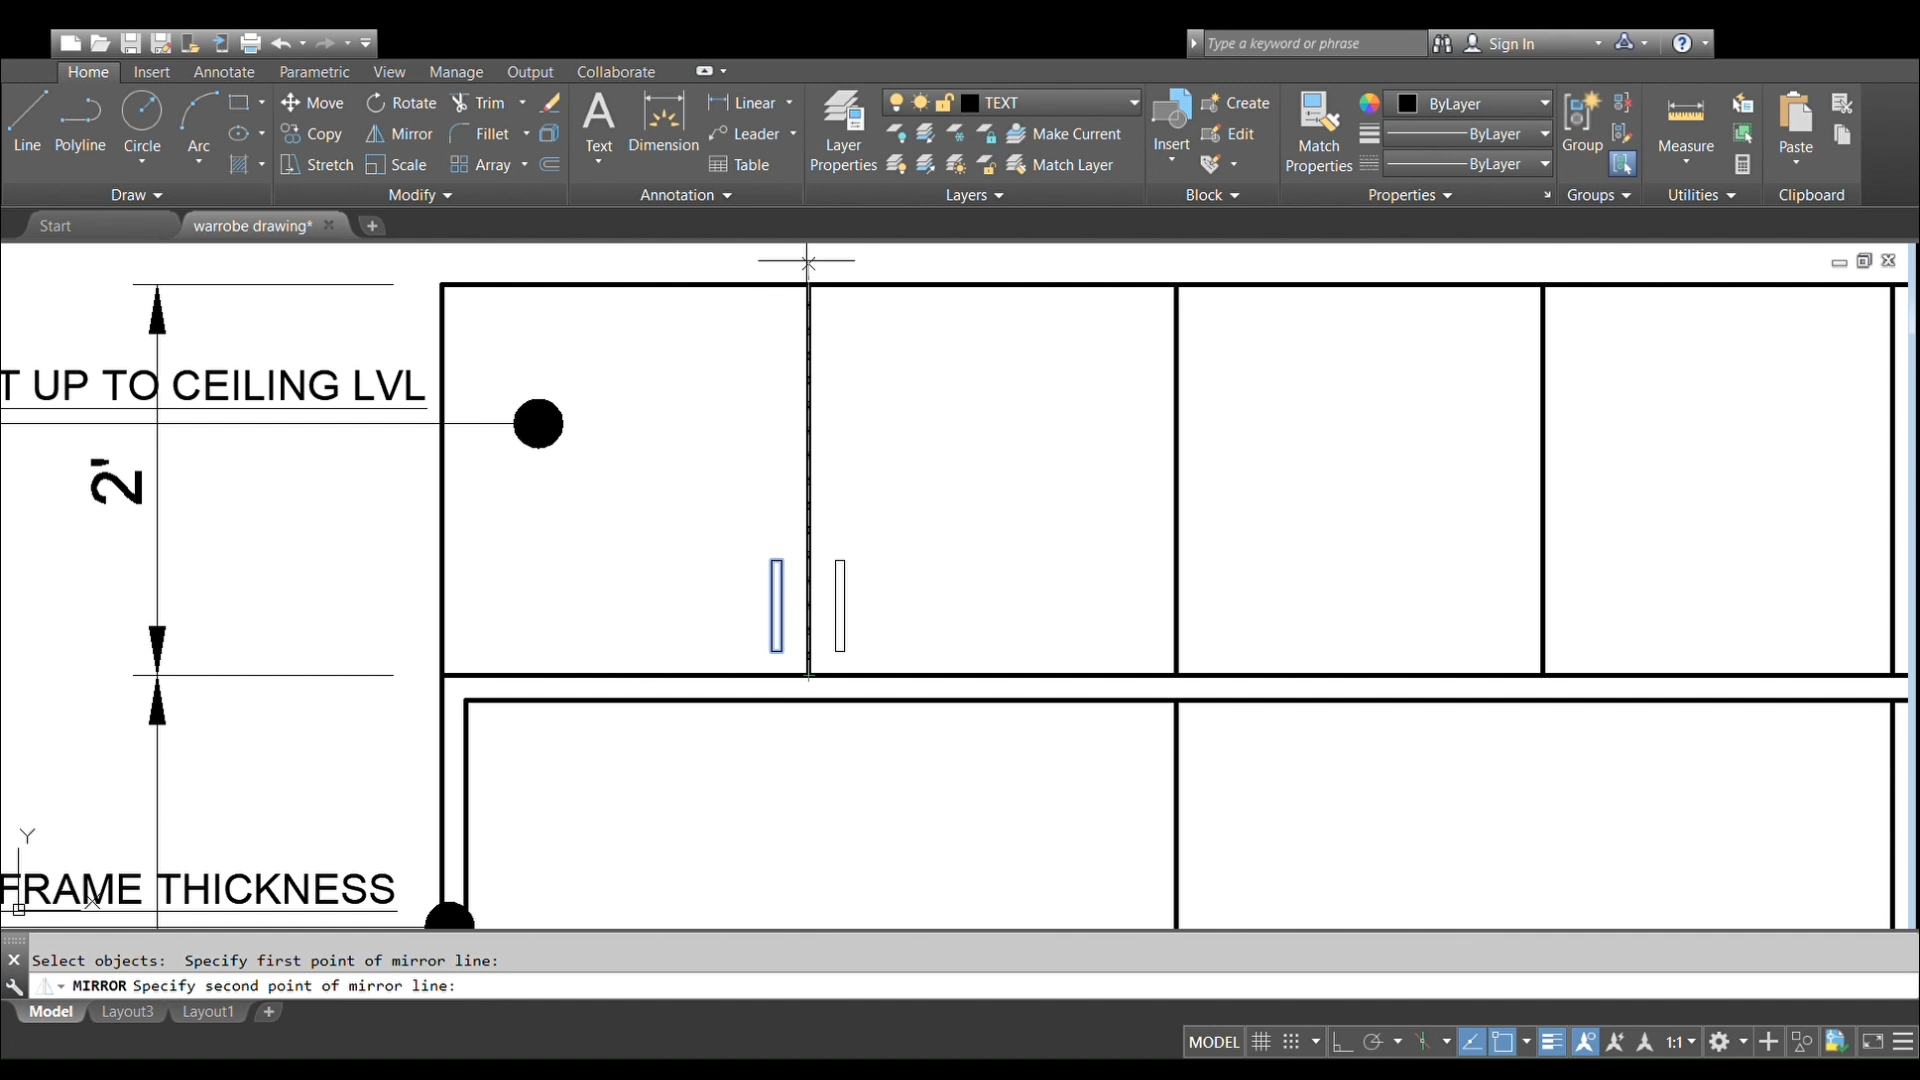 Type a keyword or phrase
Sign In
Home Insert Annotate Parametric View Manage Output Collaborate
Line Polyline Circle Arc
Move Rotate Trim
Copy Mirror Fillet
Stretch Scale Array
Text Dimension
Linear
Leader
Table
Layer Properties
TEXT
Make Current
Match Layer
Insert
Create
Edit
Match Properties
ByLayer
ByLayer
ByLayer
Group
Measure
Paste
Draw Modify Annotation Layers Block Properties Groups Utilities Clipboard
Start warrobe drawing*
T UP TO CEILING LVL
2'
Y
X
FRAME THICKNESS
Select objects: Specify first point of mirror line:
MIRROR Specify second point of mirror line:
Model Layout3 Layout1
MODEL 1:1